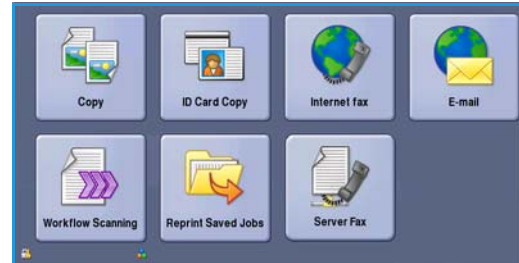 Copy
ID Card Copy
Internet fax
E-mail
Workflow Scanning
Reprint Saved Jobs
Server Fax